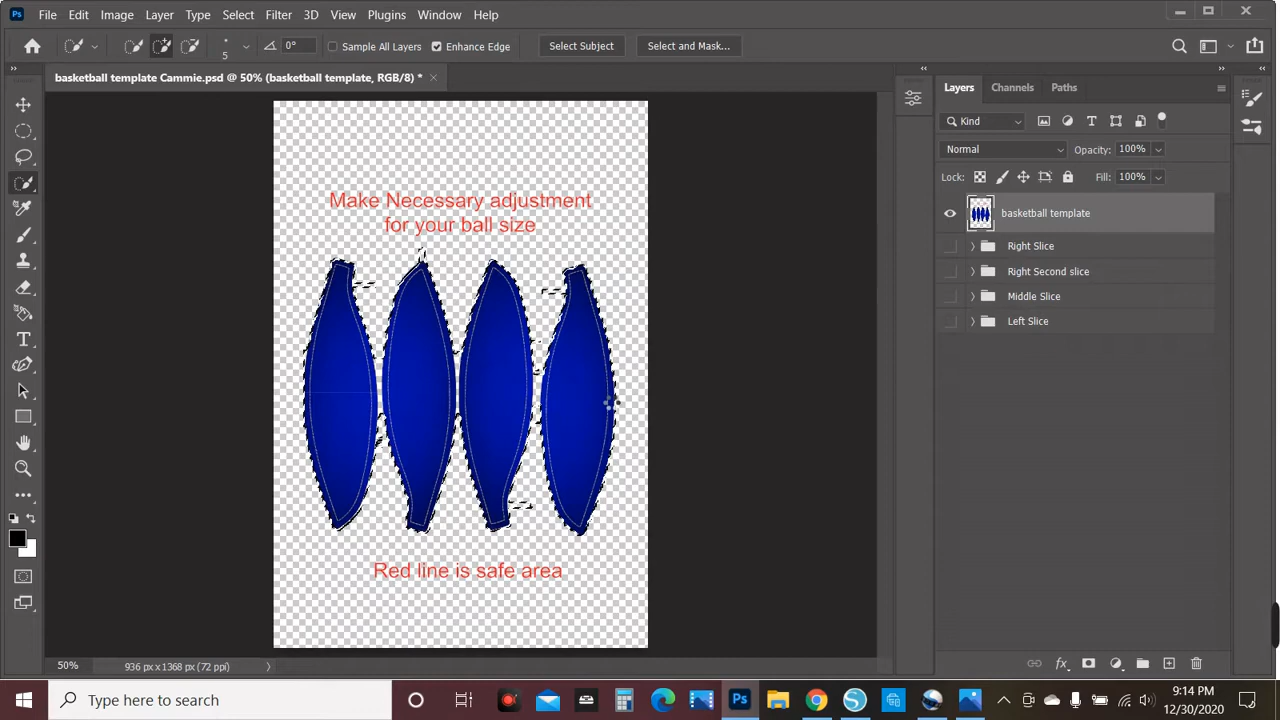 File Edit Image Layer Type Select Filter 3D View Plugins Window Help
5 0° Sample All Layers Enhance Edge Select Subject Select and Mask...
basketball template Cammie.psd @ 50% (basketball template, RGB/8) *
Layers Channels Paths
Kind
Normal Opacity: 100%
Lock: Fill: 100%
basketball template
Right Slice
Right Second slice
Middle Slice
Left Slice
Make Necessary adjustment
for your ball size
Red line is safe area
50% 936 px x 1368 px (72 ppi)
Type here to search
9:14 PM
12/30/2020